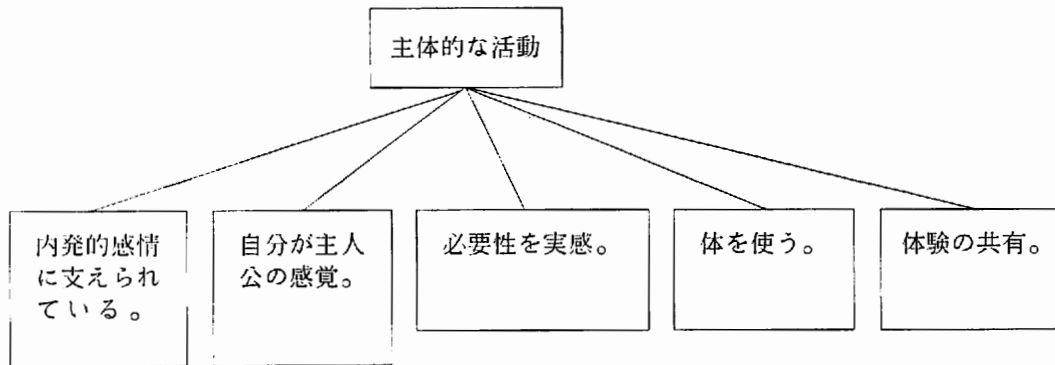 主体的な活動
内発的感情
に支えられ
ている。
自分が主人
公の感覚。
必要性を実感。
体を使う。
体験の共有。